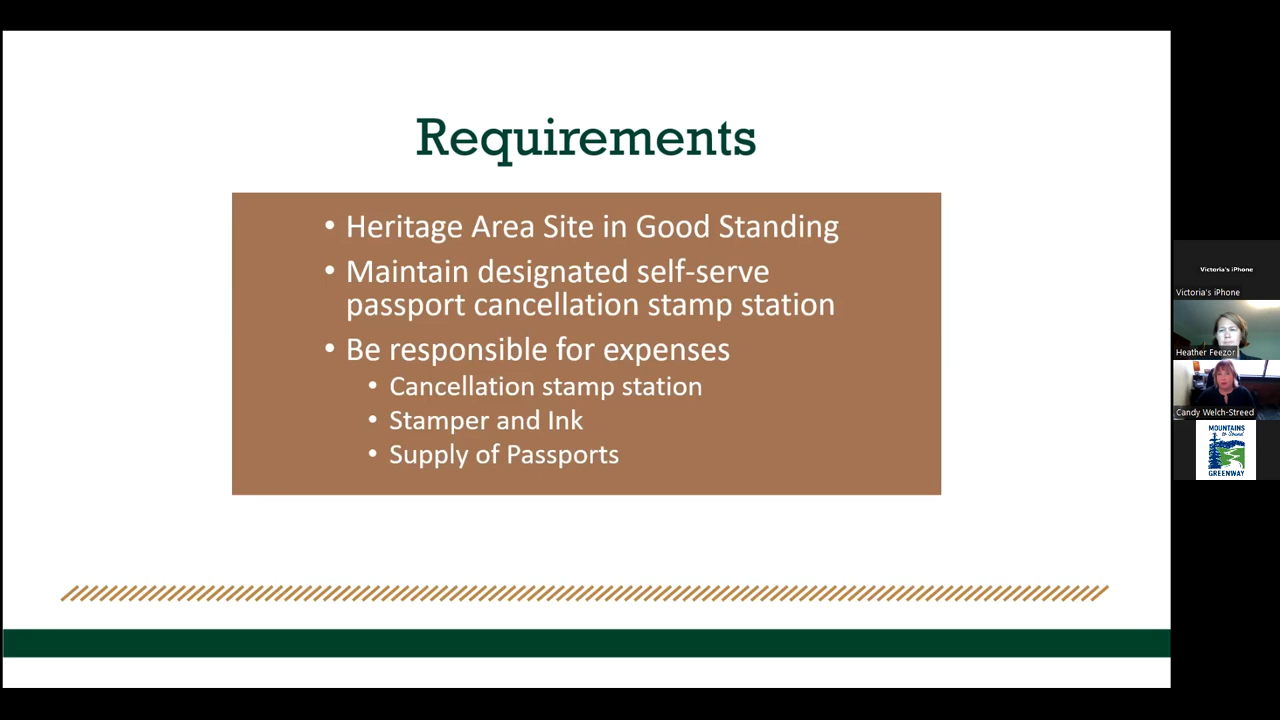 Requirements
• Heritage Area Site in Good Standing
• Maintain designated self-serve
passport cancellation stamp station
• Be responsible for expenses
• Cancellation stamp station
• Stamper and Ink
• Supply of Passports
Victoria's iPhone
Victoria's iPhone
Heather Feezor
Candy Welch-Streed
MOUNTAINS
to Sound
GREENWAY